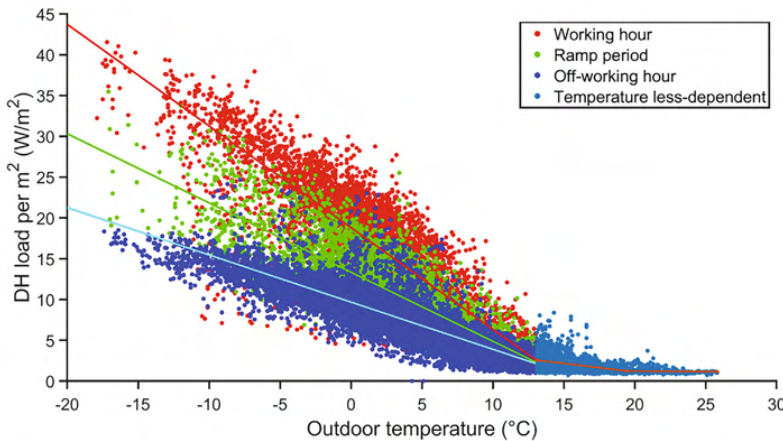 45
40
35
30
25
20
15
10
5
0
DH load per m² (W/m²)
Working hour
Ramp period
Off-working hour
Temperature less-dependent
-20 -15 -10 -5 0 5 10 15 20 25 30
Outdoor temperature (°C)